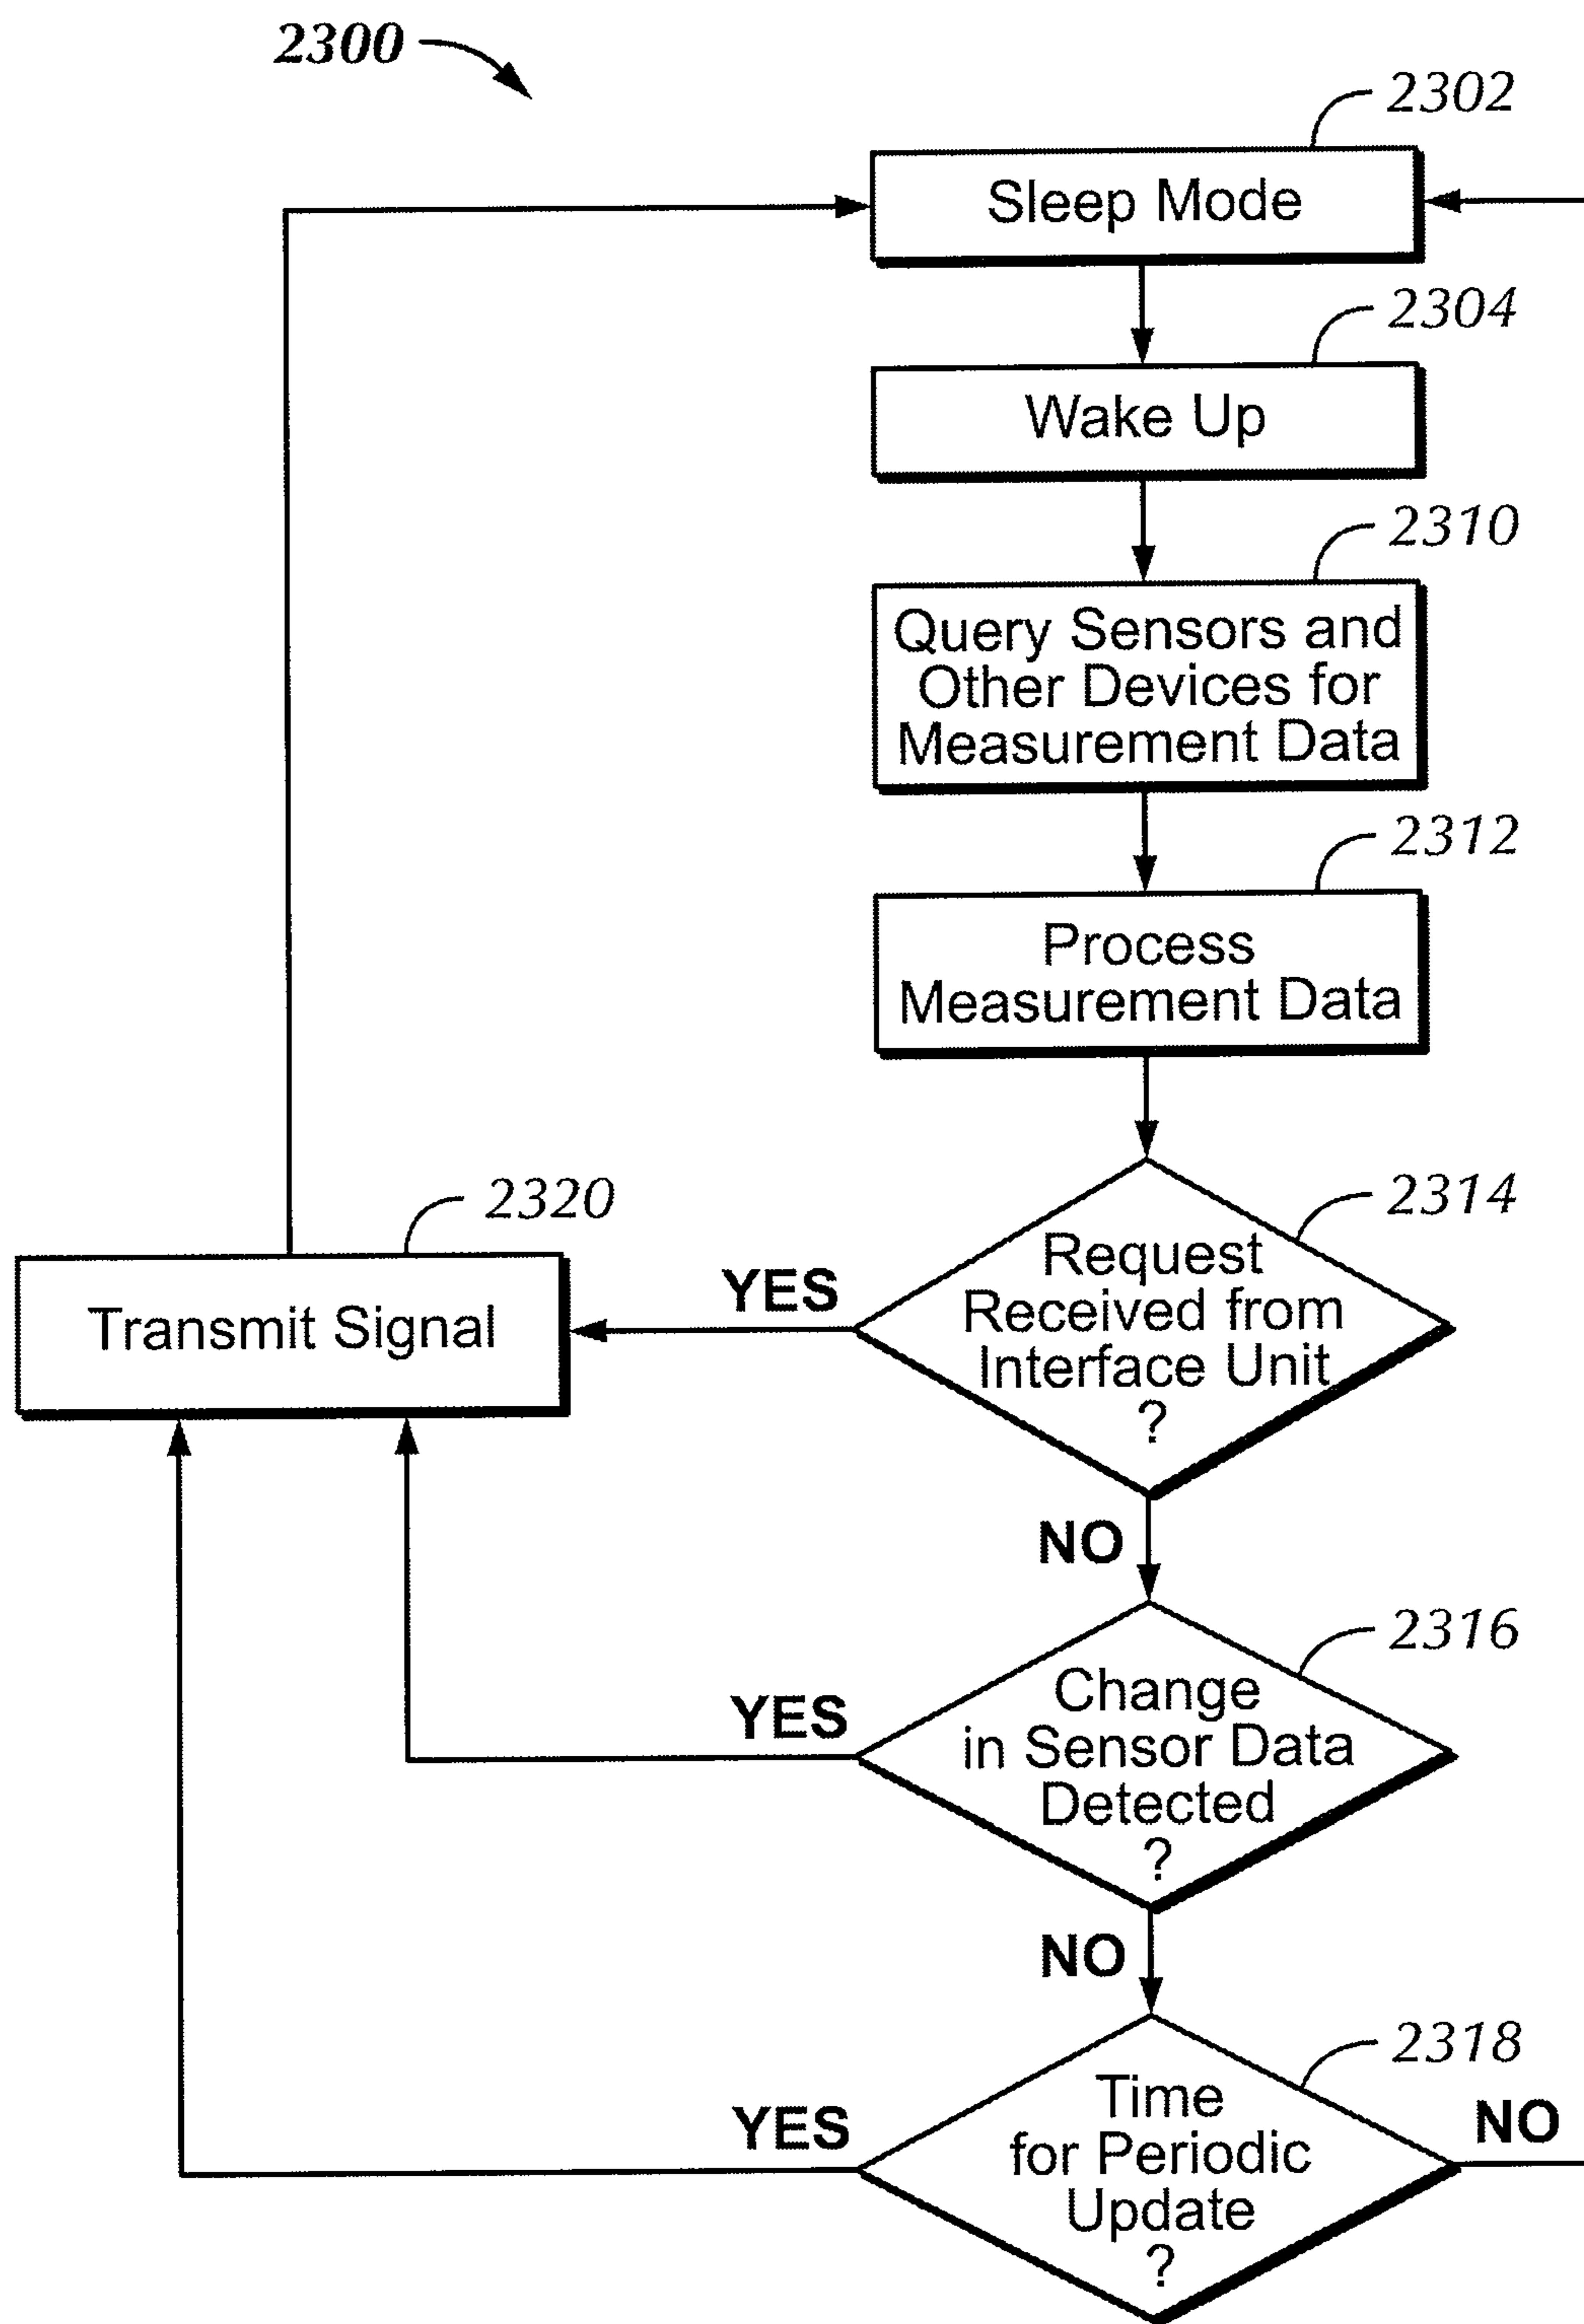 2300
2302
Sleep Mode
2304
Wake Up
2310
Query Sensors and
Other Devices for
Measurement Data
2312
Process
Measurement Data
2314
Request
Received from
Interface Unit
?
YES
2320
Transmit Signal
NO
2316
Change
in Sensor Data
Detected
?
YES
NO
2318
Time
for Periodic
Update
?
YES
NO